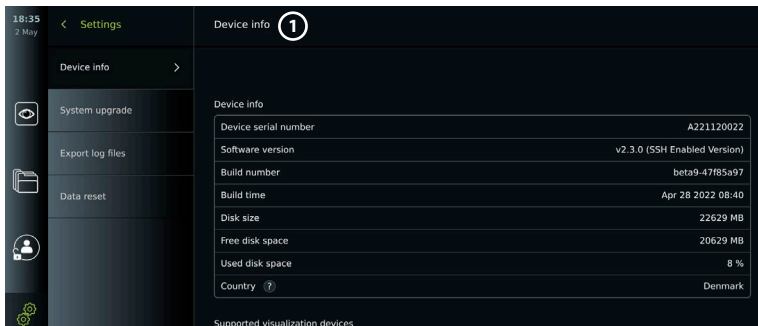 18:35
2 May
Settings
Device info
1
Device info
System upgrade
Export log files
Data reset
Device info
Device serial number A221120022
Software version v2.3.0 (SSH Enabled Version)
Build number beta9-47f85a97
Build time Apr 28 2022 08:40
Disk size 22629 MB
Free disk space 20629 MB
Used disk space 8 %
Country ? Denmark
Supported visualization devices